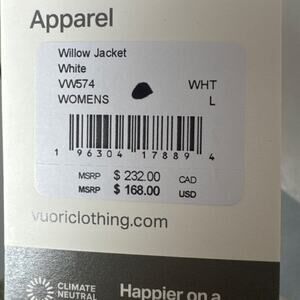 Apparel
Willow Jacket
White
VW574 WHT
WOMENS L
1 96304 17889 4
MSRP $ 232.00 CAD
MSRP $ 168.00 USD
vuoriclothing.com
CLIMATE
NEUTRAL
Happier on a